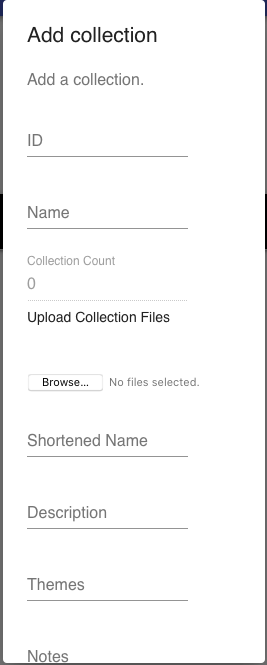 Add collection
Add a collection.
ID
Name
Collection Count
0
Upload Collection Files
Browse... No files selected.
Shortened Name
Description
Themes
Notes